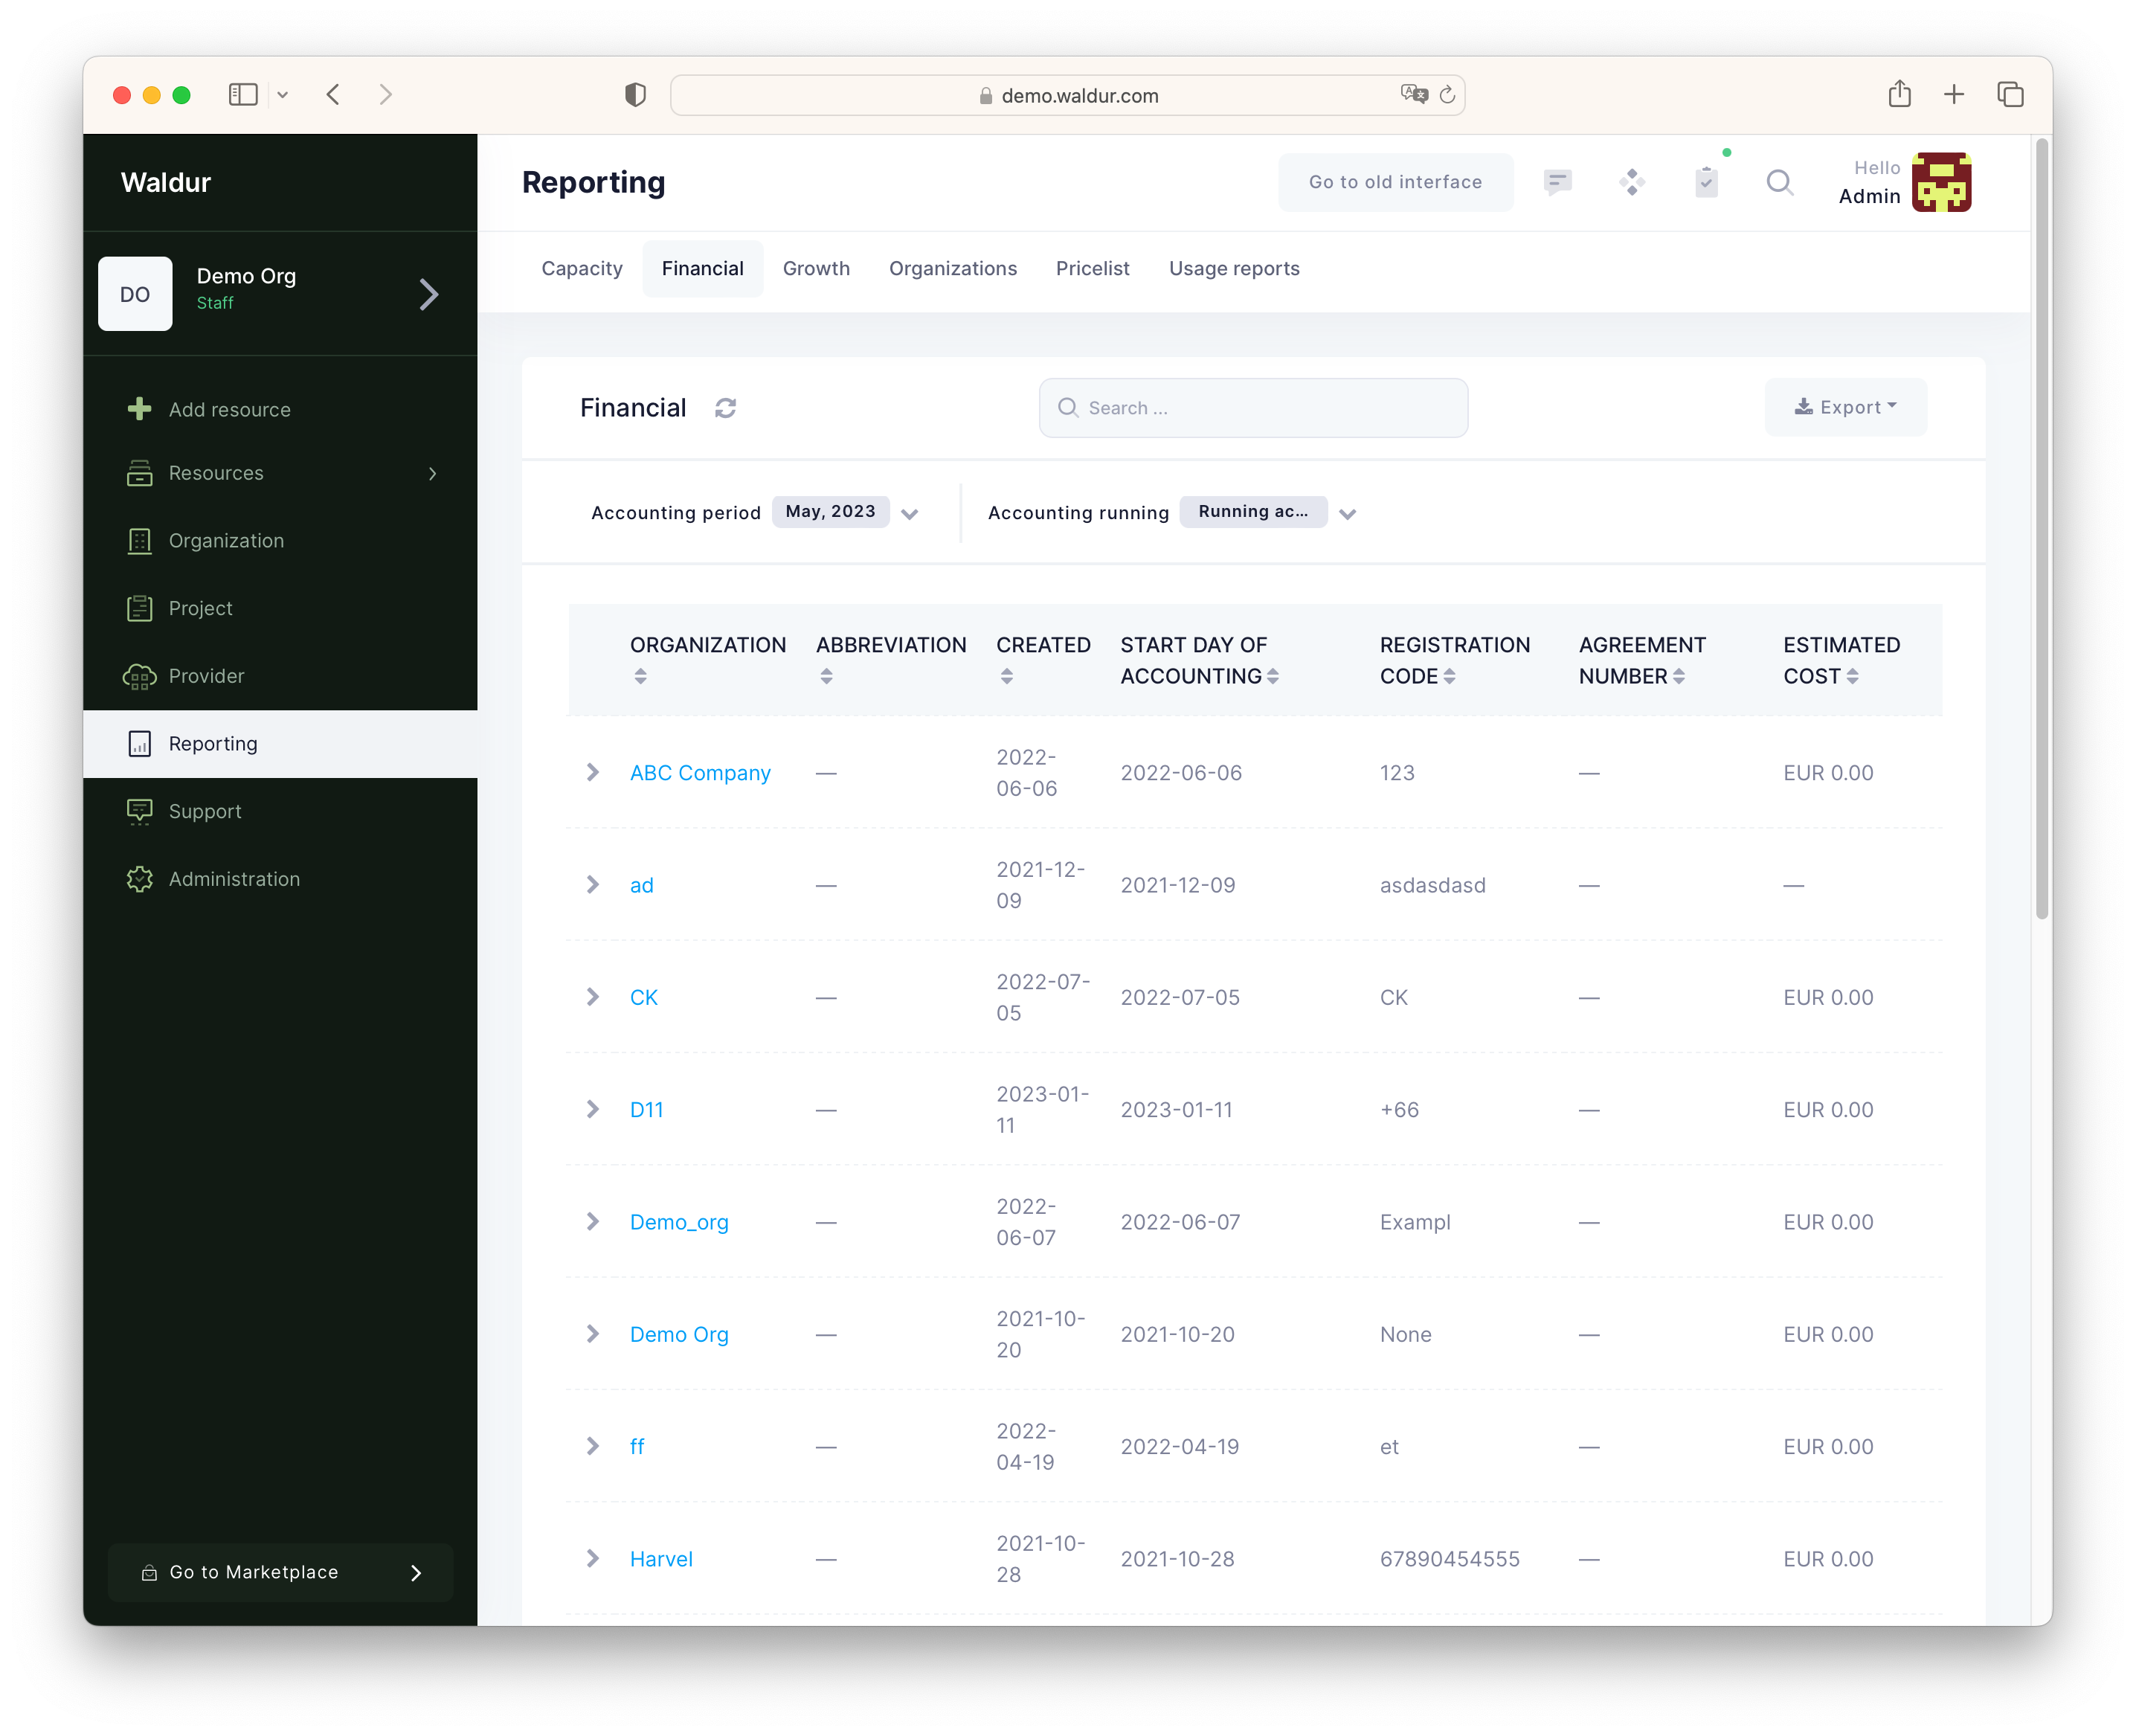 demo.waldur.com
Waldur
Reporting
Go to old interface
Hello
Admin
DO
Demo Org
Staff
Capacity
Financial
Growth
Organizations
Pricelist
Usage reports
Add resource
Resources
Organization
Project
Provider
Reporting
Support
Administration
Go to Marketplace
Financial
Search ...
Export
Accounting period
May, 2023
Accounting running
Running ac...
ORGANIZATION
ABBREVIATION
CREATED
START DAY OF
ACCOUNTING
REGISTRATION
CODE
AGREEMENT
NUMBER
ESTIMATED
COST
ABC Company
—
2022-
06-06
2022-06-06
123
—
EUR 0.00
ad
—
2021-12-
09
2021-12-09
asdasdasd
—
—
CK
—
2022-07-
05
2022-07-05
CK
—
EUR 0.00
D11
—
2023-01-
11
2023-01-11
+66
—
EUR 0.00
Demo_org
—
2022-
06-07
2022-06-07
Exampl
—
EUR 0.00
Demo Org
—
2021-10-
20
2021-10-20
None
—
EUR 0.00
ff
—
2022-
04-19
2022-04-19
et
—
EUR 0.00
Harvel
—
2021-10-
28
2021-10-28
67890454555
—
EUR 0.00